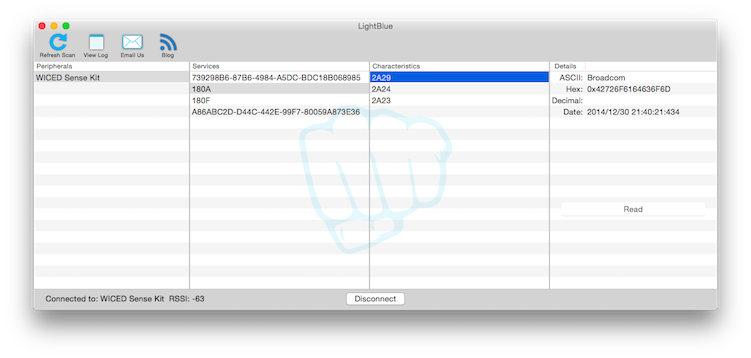 LightBlue
Refresh Scan View Log Email Us Blog
Peripherals Services Characteristics Details
WICED Sense Kit 739298B6-87B6-4984-A5DC-BDC18B068985 2A29 ASCII: Broadcom
180A 2A24 Hex: 0x42726F6164636F6D
180F 2A23 Decimal:
A86ABC2D-D44C-442E-99F7-80059A873E36 Date: 2014/12/30 21:40:21:434
Read
Connected to: WICED Sense Kit RSSI: -63 Disconnect